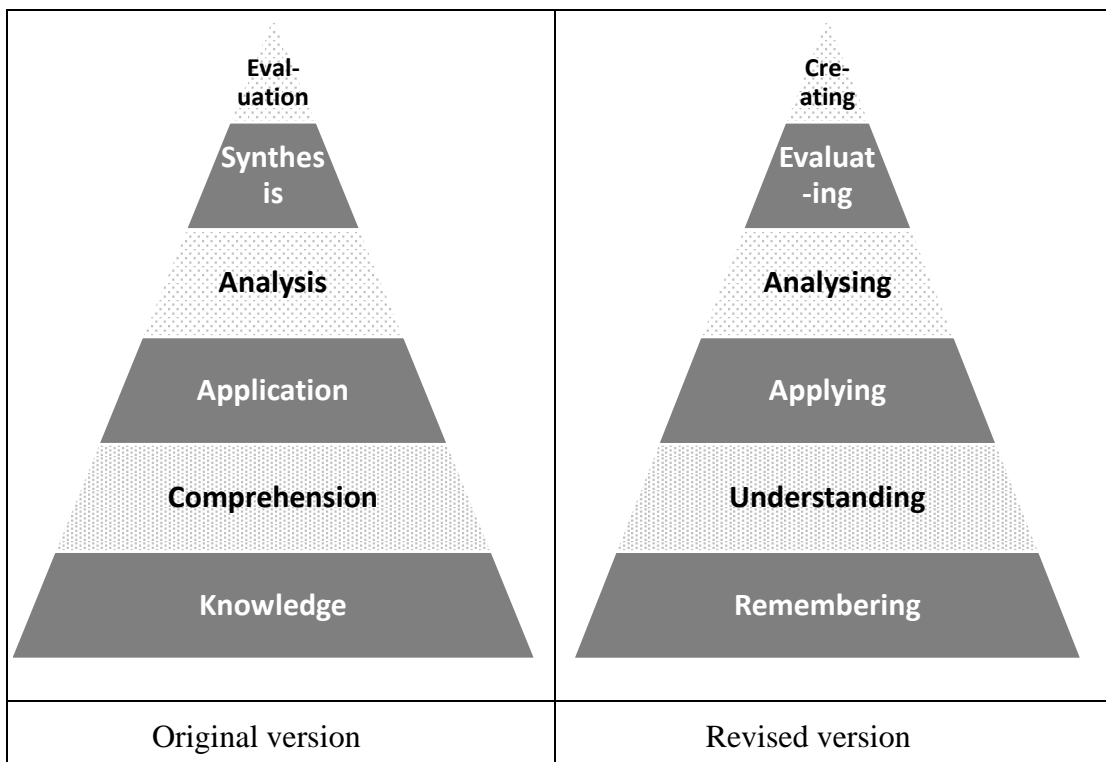 Eval-
uation
Synthes
is
Analysis
Application
Comprehension
Knowledge
Original version
Cre-
ating
Evaluat
-ing
Analysing
Applying
Understanding
Remembering
Revised version